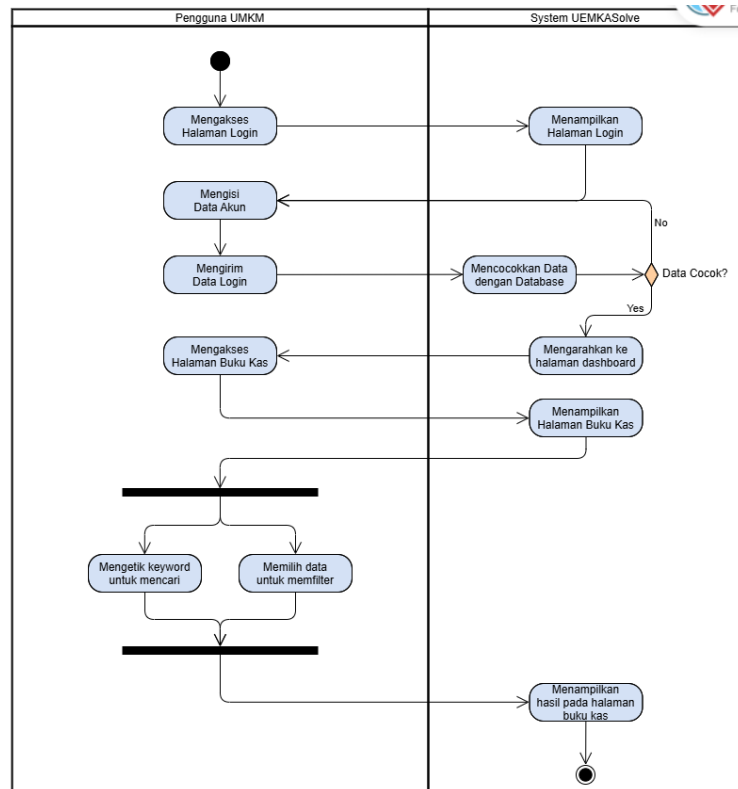 Pengguna UMKM
System UEMKASolve
Mengakses
Halaman Login
Menampilkan
Halaman Login
Mengisi
Data Akun
No
Mengirim
Data Login
Mencocokkan Data
dengan Database
Data Cocok?
Yes
Mengakses
Halaman Buku Kas
Mengarahkan ke
halaman dashboard
Menampilkan
Halaman Buku Kas
Mengetik keyword
untuk mencari
Memilih data
untuk memfilter
Menampilkan
hasil pada halaman
buku kas